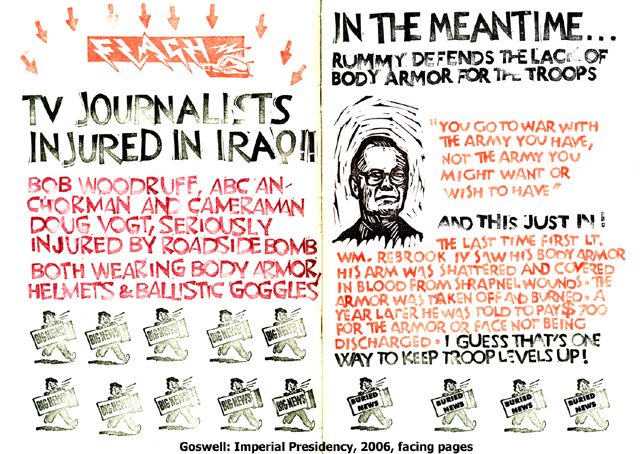 FLASH
TV JOURNALISTS
INJURED IN IRAQ!!
BOB WOODRUFF, ABC AN-
CHORMAN AND CAMERAMAN
DOUG VOGT, SERIOUSLY
INJURED BY ROADSIDE BOMB
BOTH WEARING BODY ARMOR,
HELMETS & BALLISTIC GOGGLES
BIG NEWS BIG NEWS BIG NEWS BIG NEWS BIG NEWS
BIG NEWS BIG NEWS BIG NEWS BIG NEWS BIG NEWS
IN THE MEANTIME...
RUMMY DEFENDS THE LACK OF
BODY ARMOR FOR THE TROOPS
"YOU GO TO WAR WITH
THE ARMY YOU HAVE,
NOT THE ARMY YOU
MIGHT WANT OR
WISH TO HAVE"
AND THIS JUST IN!
THE LAST TIME FIRST LT.
WM. REBROOK IV SAW HIS BODY ARMOR
HIS ARM WAS SHATTERED AND COVERED
IN BLOOD FROM SHRAPNEL WOUNDS • THE
ARMOR WAS TAKEN OFF AND BURNED • A
YEAR LATER HE WAS TOLD TO PAY $700
FOR THE ARMOR OR FACE NOT BEING
DISCHARGED • I GUESS THAT'S ONE
WAY TO KEEP TROOP LEVELS UP!
BURIED NEWS BURIED NEWS BURIED NEWS BURIED NEWS
Goswell: Imperial Presidency, 2006, facing pages